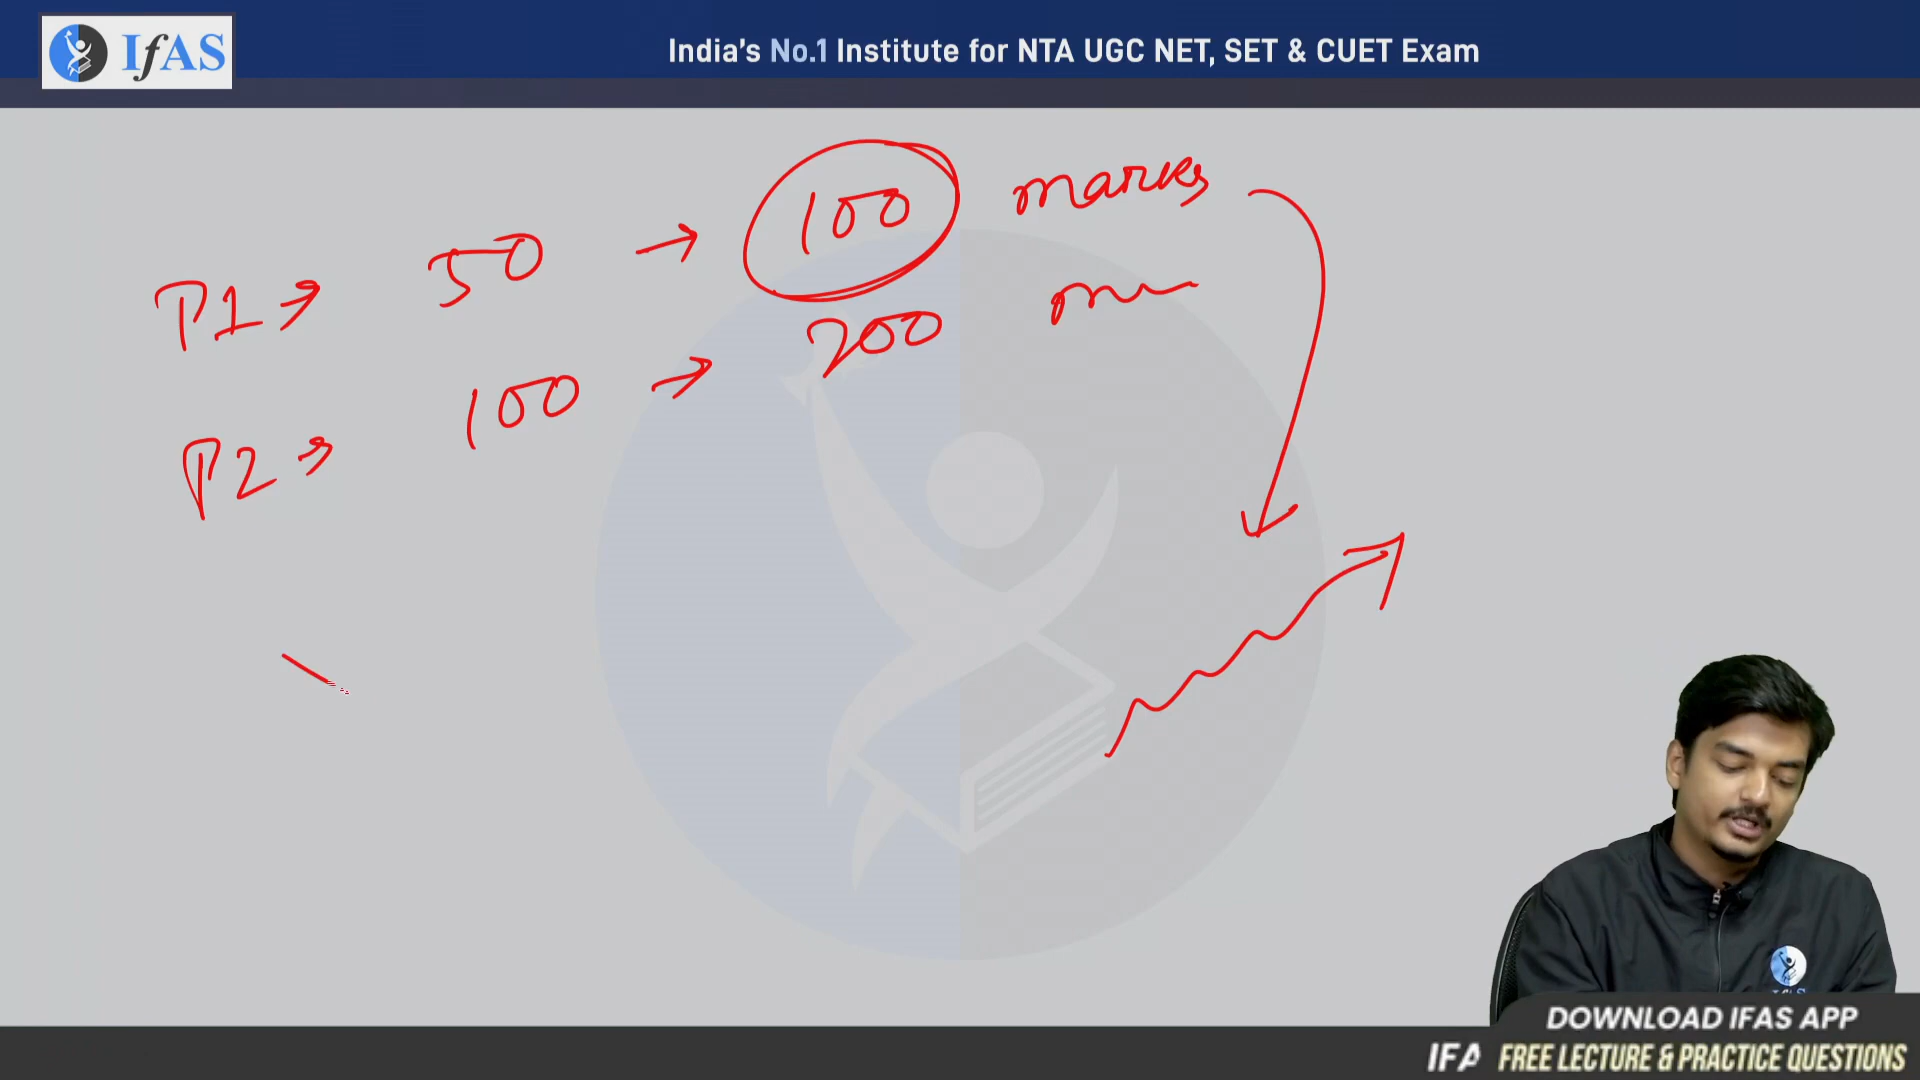 IfAS
India's No.1 Institute for NTA UGC NET, SET & CUET Exam
P1 → 50 → 100 marks
P2 → 100 → 200
DOWNLOAD IFAS APP
IFA FREE LECTURE & PRACTICE QUESTIONS